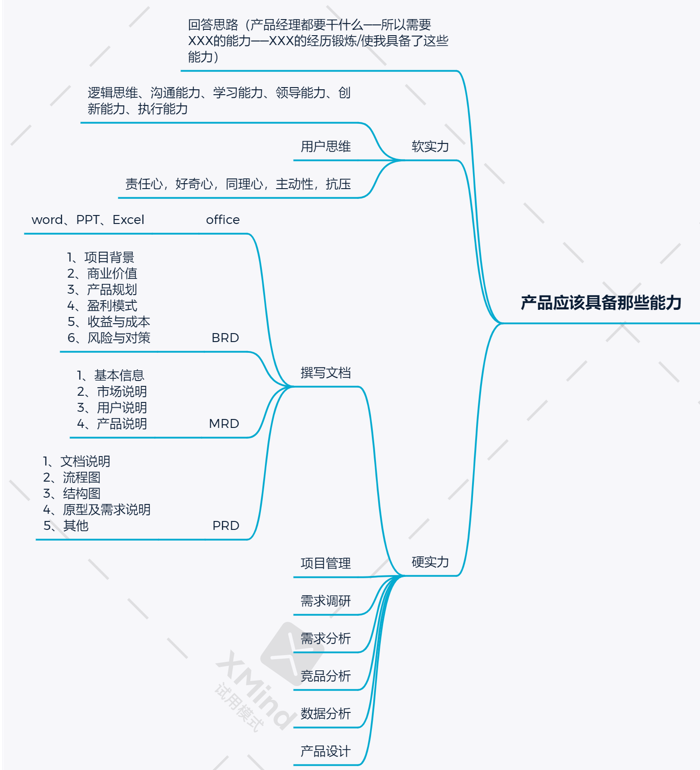 回答思路（产品经理都要干什么——所以需要
XXX的能力——XXX的经历锻炼/使我具备了这些
能力）
逻辑思维、沟通能力、学习能力、领导能力、创
新能力、执行能力
用户思维
软实力
责任心，好奇心，同理心，主动性，抗压
word、PPT、Excel
office
1、项目背景
2、商业价值
3、产品规划
4、盈利模式
5、收益与成本
6、风险与对策
BRD
产品应该具备那些能力
撰写文档
1、基本信息
2、市场说明
3、用户说明
4、产品说明
MRD
1、文档说明
2、流程图
3、结构图
4、原型及需求说明
5、其他
PRD
项目管理
硬实力
需求调研
需求分析
竞品分析
数据分析
产品设计
XMind
试用模式